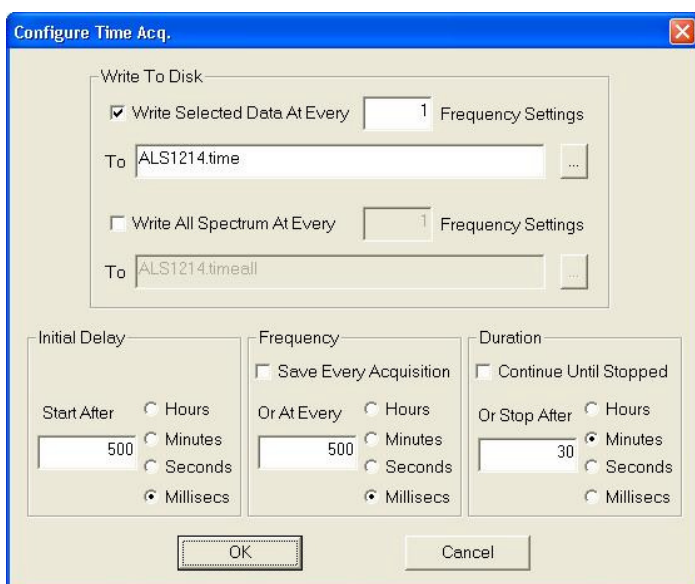 Configure Time Acq.
Write To Disk
Write Selected Data At Every 1 Frequency Settings
To ALS1214.time ...
Write All Spectrum At Every 1 Frequency Settings
To ALS1214.timeall ...
Initial Delay
Start After
500
Hours
Minutes
Seconds
Millisecs
Frequency
Save Every Acquisition
Or At Every
500
Hours
Minutes
Seconds
Millisecs
Duration
Continue Until Stopped
Or Stop After
30
Hours
Minutes
Seconds
Millisecs
OK
Cancel